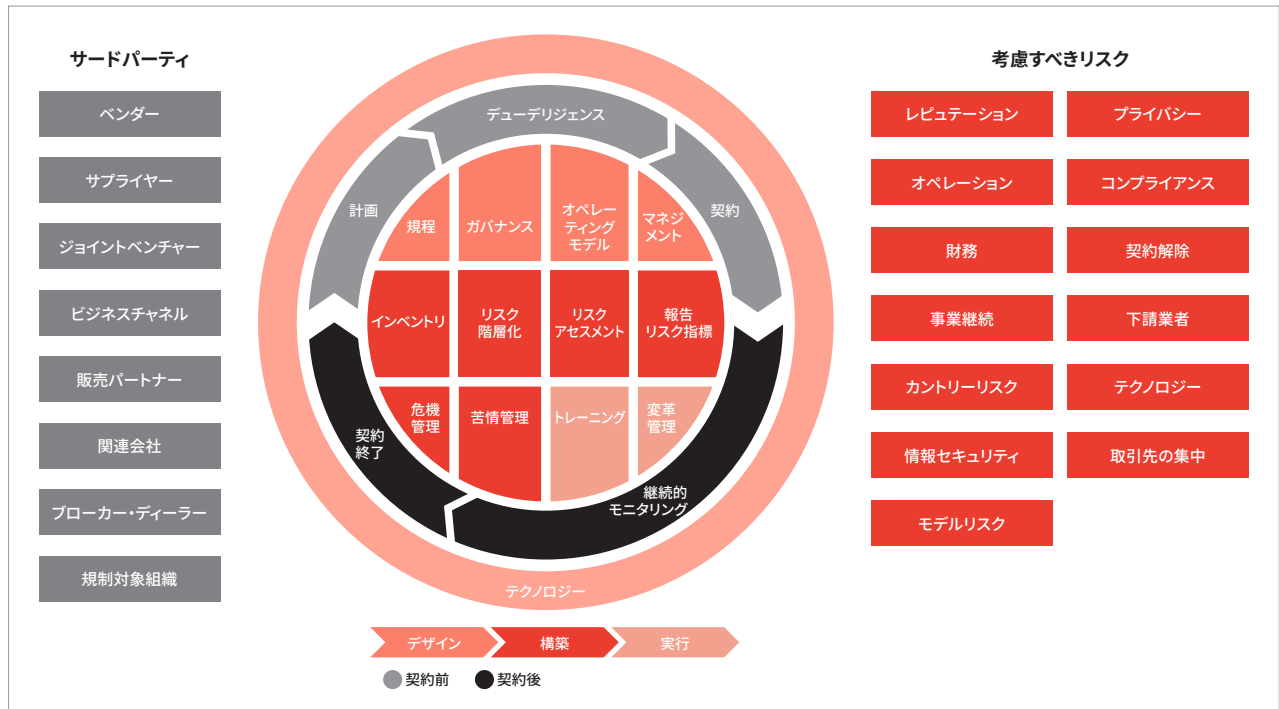 サードパーティ
ベンダー
サプライヤー
ジョイントベンチャー
ビジネスチャネル
販売パートナー
関連会社
ブローカー・ディーラー
規制対象組織
デューデリジェンス
計画
契約
規程
ガバナンス
オペレー
ティング
モデル
マネジ
メント
インベントリ
リスク
階層化
リスク
アセスメント
報告
リスク指標
危機
管理
苦情管理
トレーニング
変革
管理
契約
終了
継続的
モニタリング
テクノロジー
デザイン
構築
実行
契約前
契約後
考慮すべきリスク
レピュテーション
プライバシー
オペレーション
コンプライアンス
財務
契約解除
事業継続
下請業者
カントリーリスク
テクノロジー
情報セキュリティ
取引先の集中
モデルリスク